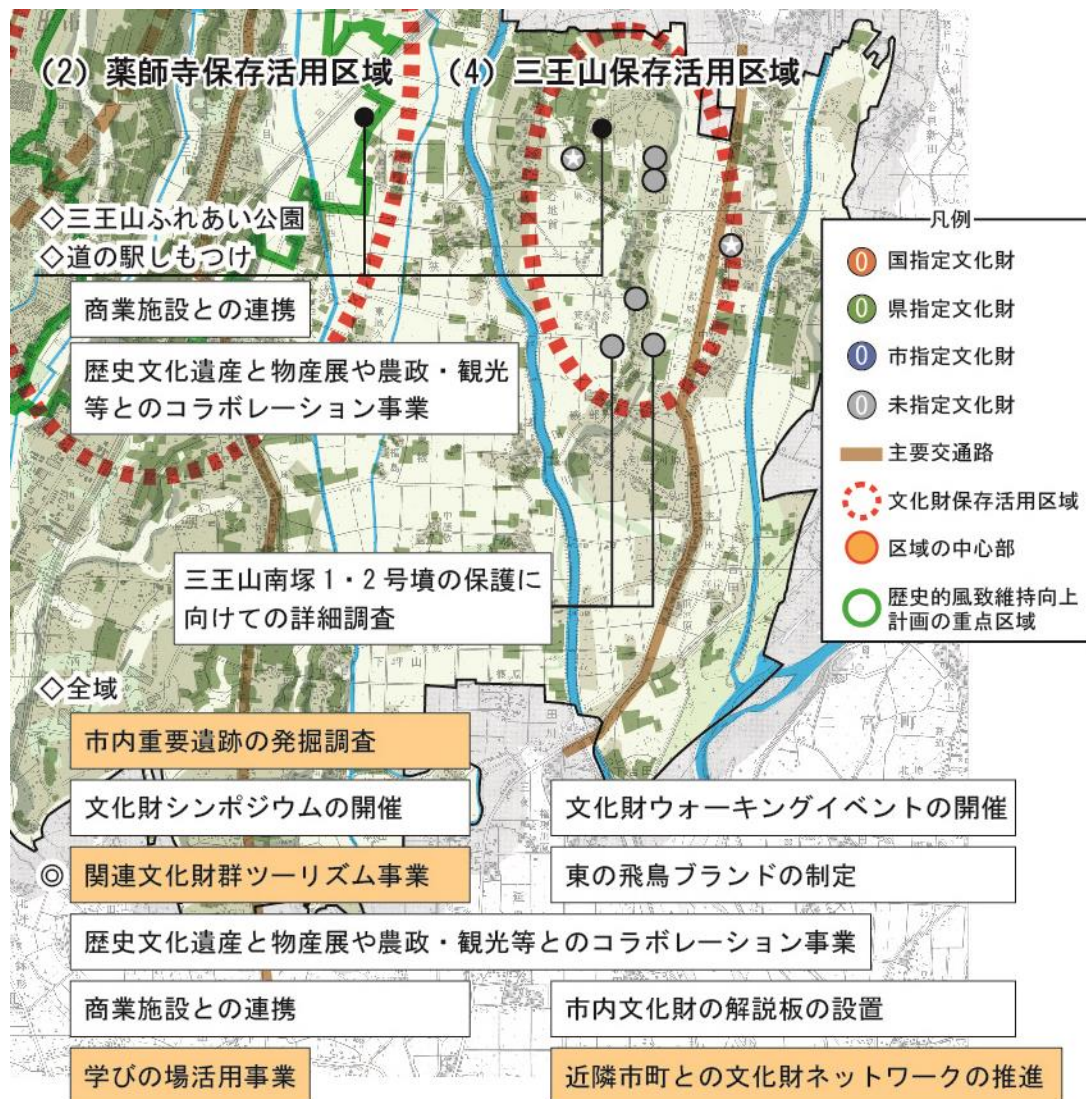 (2) 薬師寺保存活用区域
(4) 三王山保存活用区域
◇三王山ふれあい公園
◇道の駅しもつけ
商業施設との連携
歴史文化遺産と物産展や農政・観光
等とのコラボレーション事業
三王山南塚1・2号墳の保護に
向けての詳細調査
凡例
0 国指定文化財
0 県指定文化財
0 市指定文化財
0 未指定文化財
主要交通路
文化財保存活用区域
区域の中心部
歴史的風致維持向上
計画の重点区域
◇全域
市内重要遺跡の発掘調査
文化財シンポジウムの開催
文化財ウォーキングイベントの開催
◎ 関連文化財群ツーリズム事業
東の飛鳥ブランドの制定
歴史文化遺産と物産展や農政・観光等とのコラボレーション事業
商業施設との連携
市内文化財の解説板の設置
学びの場活用事業
近隣市町との文化財ネットワークの推進